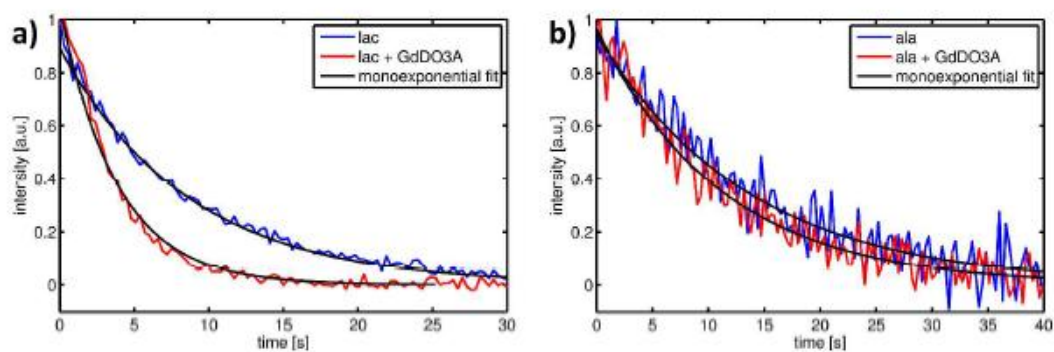 a)
1
0.8
0.6
0.4
0.2
0
intensity [a.u.]
0 5 10 15 20 25 30
time [s]
lac
lac + GdDO3A
monoexponential fit
b)
1
0.8
0.6
0.4
0.2
0
intensity [a.u.]
0 5 10 15 20 25 30 35 40
time [s]
ala
ala + GdDO3A
monoexponential fit